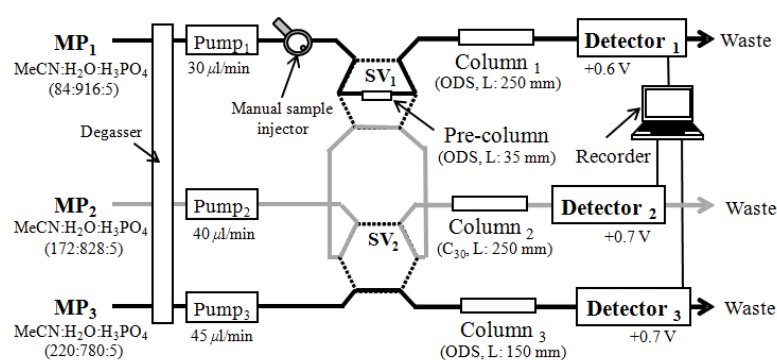 MP1
MeCN:H2O:H3PO4
(84:916:5)
Pump1
30 μl/min
Manual sample
injector
SV1
Column 1
(ODS, L: 250 mm)
Detector 1
+0.6 V
Waste
Degasser
Pre-column
(ODS, L: 35 mm)
Recorder
MP2
MeCN:H2O:H3PO4
(172:828:5)
Pump2
40 μl/min
SV2
Column 2
(C30, L: 250 mm)
Detector 2
+0.7 V
Waste
MP3
MeCN:H2O:H3PO4
(220:780:5)
Pump3
45 μl/min
Column 3
(ODS, L: 150 mm)
Detector 3
+0.7 V
Waste